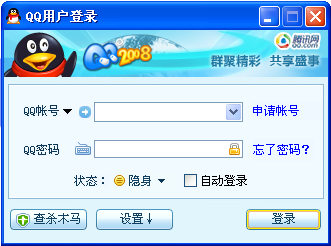 QQ用户登录
腾讯网
QQ.com
QQ2008
群聚精彩 共享盛事
QQ帐号 申请帐号
QQ密码 忘了密码？
状态： 隐身 自动登录
查杀木马 设置↓ 登录